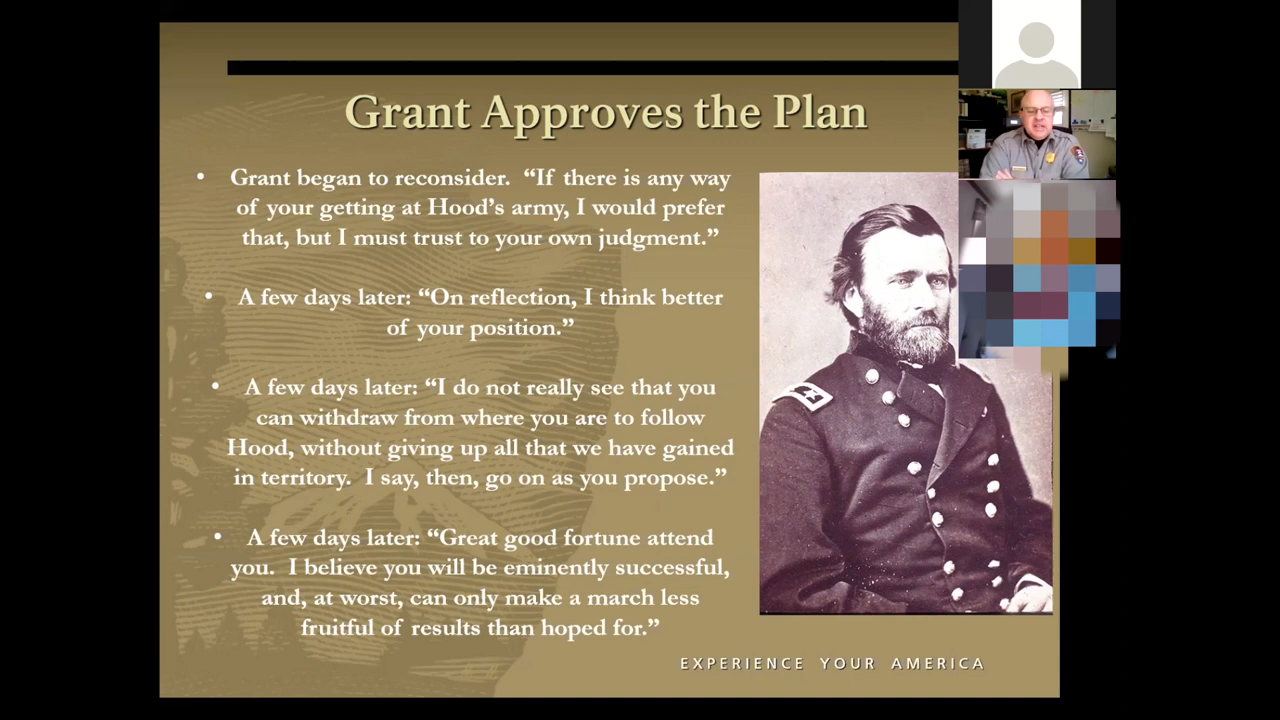 Grant Approves the Plan
• Grant began to reconsider. “If there is any way
of your getting at Hood’s army, I would prefer
that, but I must trust to your own judgment.”
• A few days later: “On reflection, I think better
of your position.”
• A few days later: “I do not really see that you
can withdraw from where you are to follow
Hood, without giving up all that we have gained
in territory. I say, then, go on as you propose.”
• A few days later: “Great good fortune attend
you. I believe you will be eminently successful,
and, at worst, can only make a march less
fruitful of results than hoped for.”
EXPERIENCE YOUR AMERICA